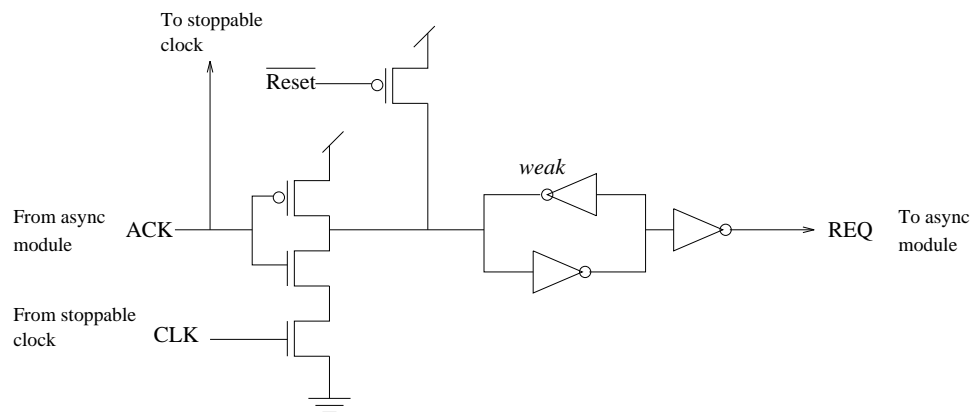 To stoppable
clock
Reset
weak
From async
module
ACK
REQ
To async
module
From stoppable
clock
CLK